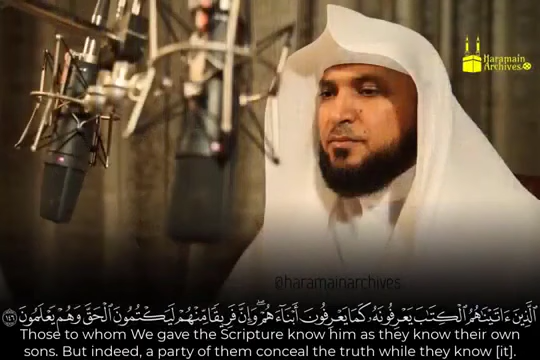 Haramain
Archives
@haramainarchives
ٱلَّذِينَ ءَاتَيْنَٰهُمُ ٱلْكِتَٰبَ يَعْرِفُونَهُۥ كَمَا يَعْرِفُونَ أَبْنَآءَهُمْ ۖ وَإِنَّ فَرِيقًا مِّنْهُمْ لَيَكْتُمُونَ ٱلْحَقَّ وَهُمْ يَعْلَمُونَ ١٤٦
Those to whom We gave the Scripture know him as they know their own
sons. But indeed, a party of them conceal the truth while they know [it].